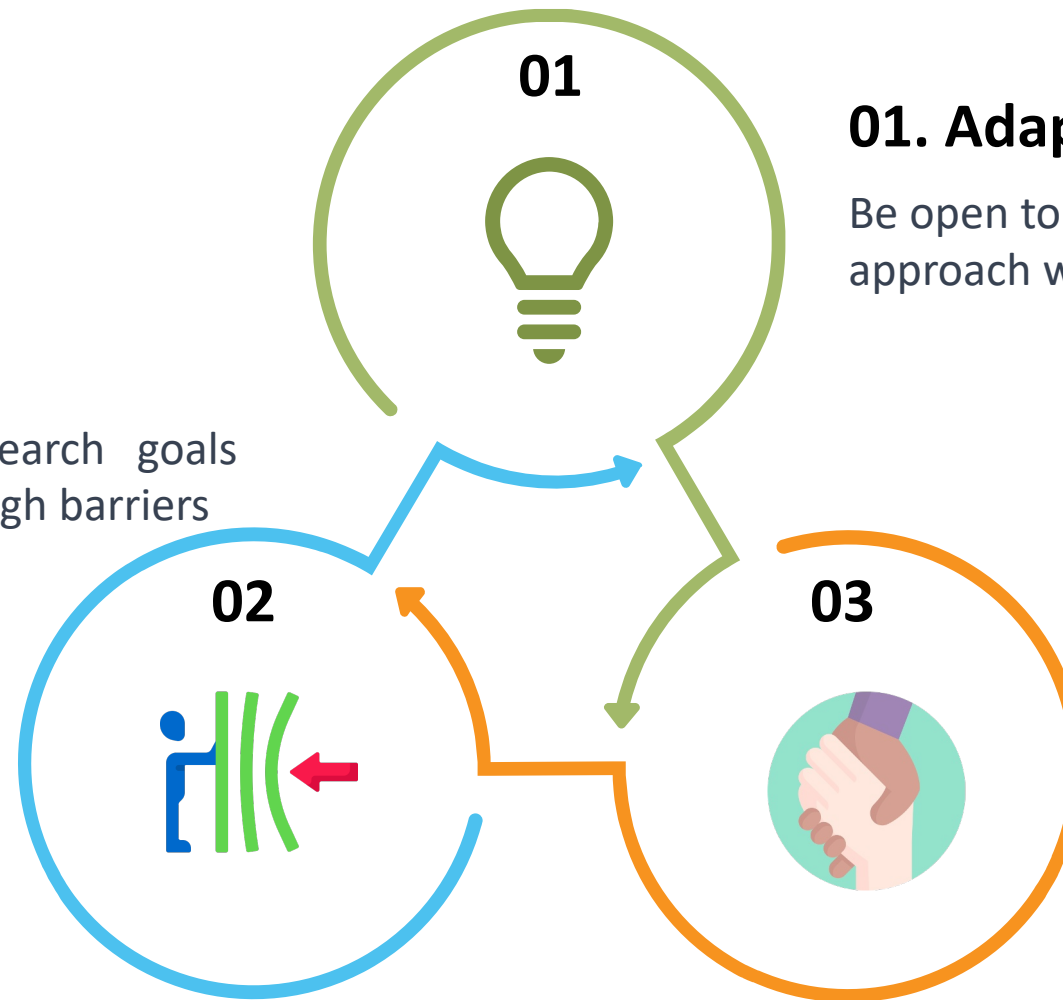 01
01. Adap
Be open to
approach w
earch goals
gh barriers
02
03